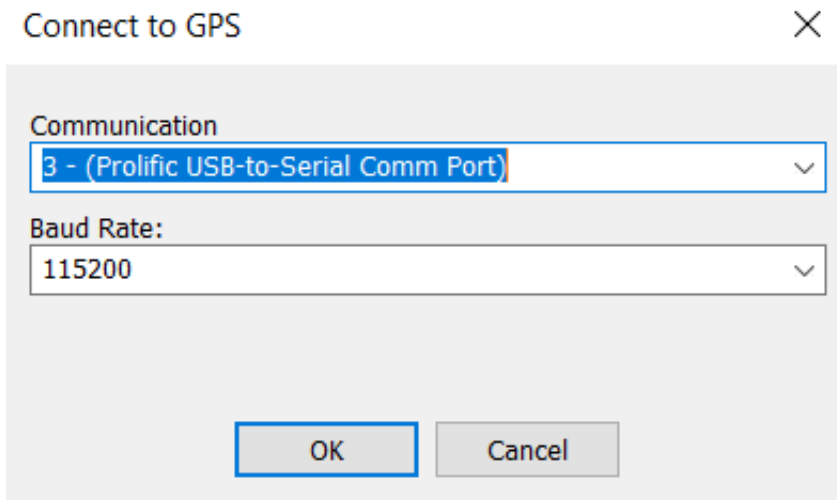 Connect to GPS
Communication
3 - (Prolific USB-to-Serial Comm Port)
Baud Rate:
115200
OK Cancel